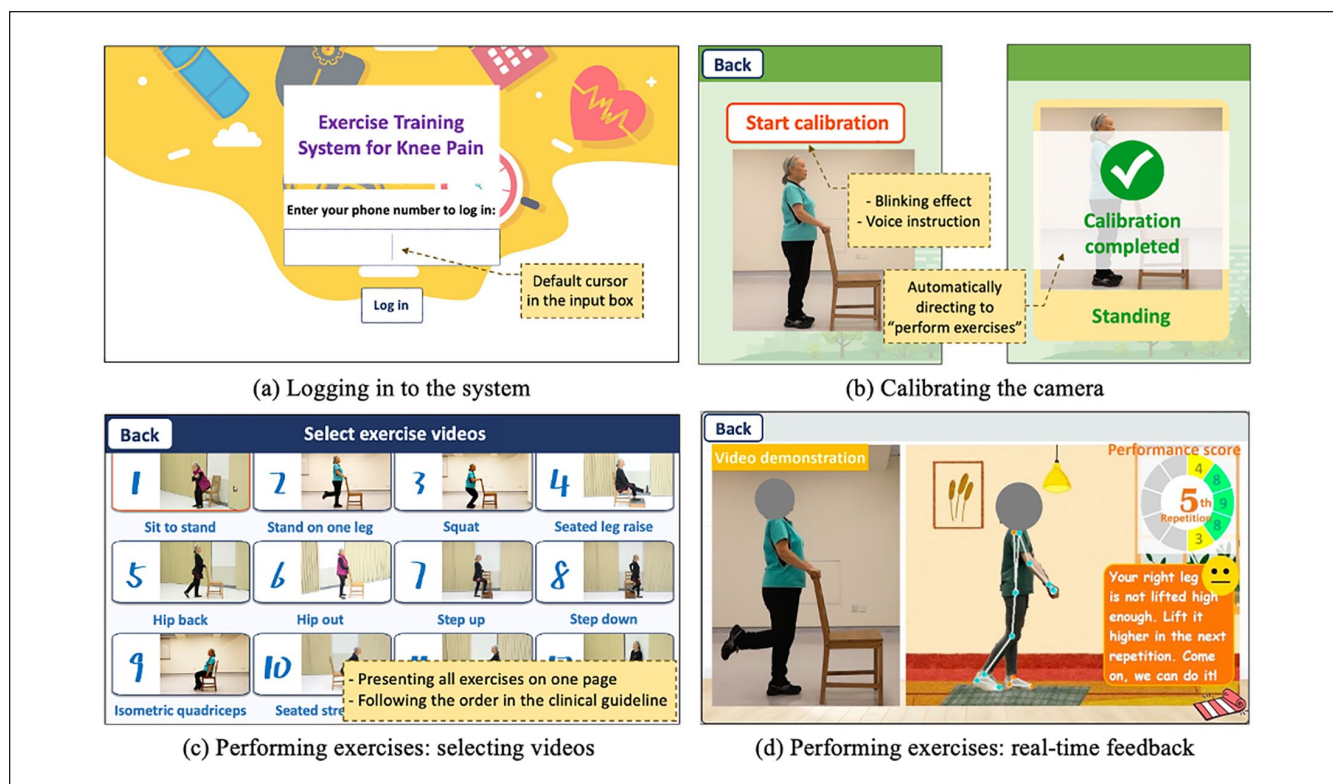 Exercise Training
System for Knee Pain
Enter your phone number to log in:
Default cursor
in the input box
Log in
(a) Logging in to the system
Back
Start calibration
- Blinking effect
- Voice instruction
Automatically
directing to
“perform exercises”
Calibration
completed
Standing
(b) Calibrating the camera
Back
Select exercise videos
1
2
3
4
Sit to stand
Stand on one leg
Squat
Seated leg raise
5
6
7
8
Hip back
Hip out
Step up
Step down
9
10
Isometric quadriceps
Seated
- Presenting all exercises on one page
- Following the order in the clinical guideline
(c) Performing exercises: selecting videos
Back
Video demonstration
Performance score
4
8
9
8
3
5th
Repetition
Your right leg
is not lifted high
enough. Lift it
higher in the next
repetition. Come
on, we can do it!
(d) Performing exercises: real-time feedback